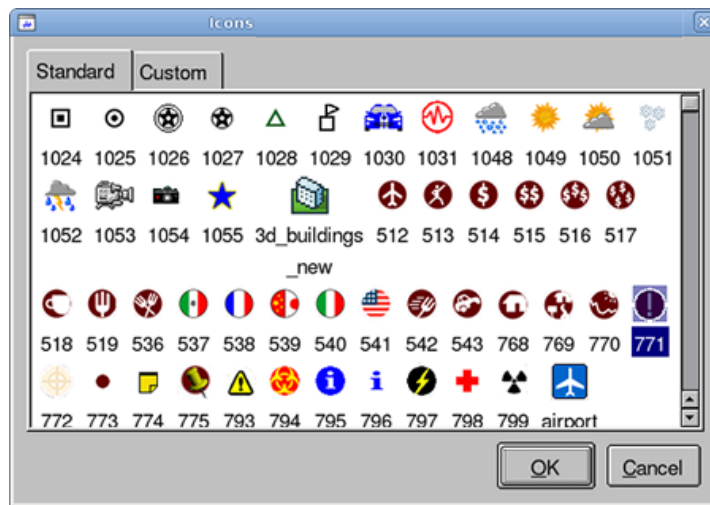 Icons
Standard Custom
1024 1025 1026 1027 1028 1029 1030 1031 1048 1049 1050 1051
1052 1053 1054 1055 3d_buildings 512 513 514 515 516 517
_new
518 519 536 537 538 539 540 541 542 543 768 769 770 771
772 773 774 775 793 794 795 796 797 798 799 airport
OK Cancel